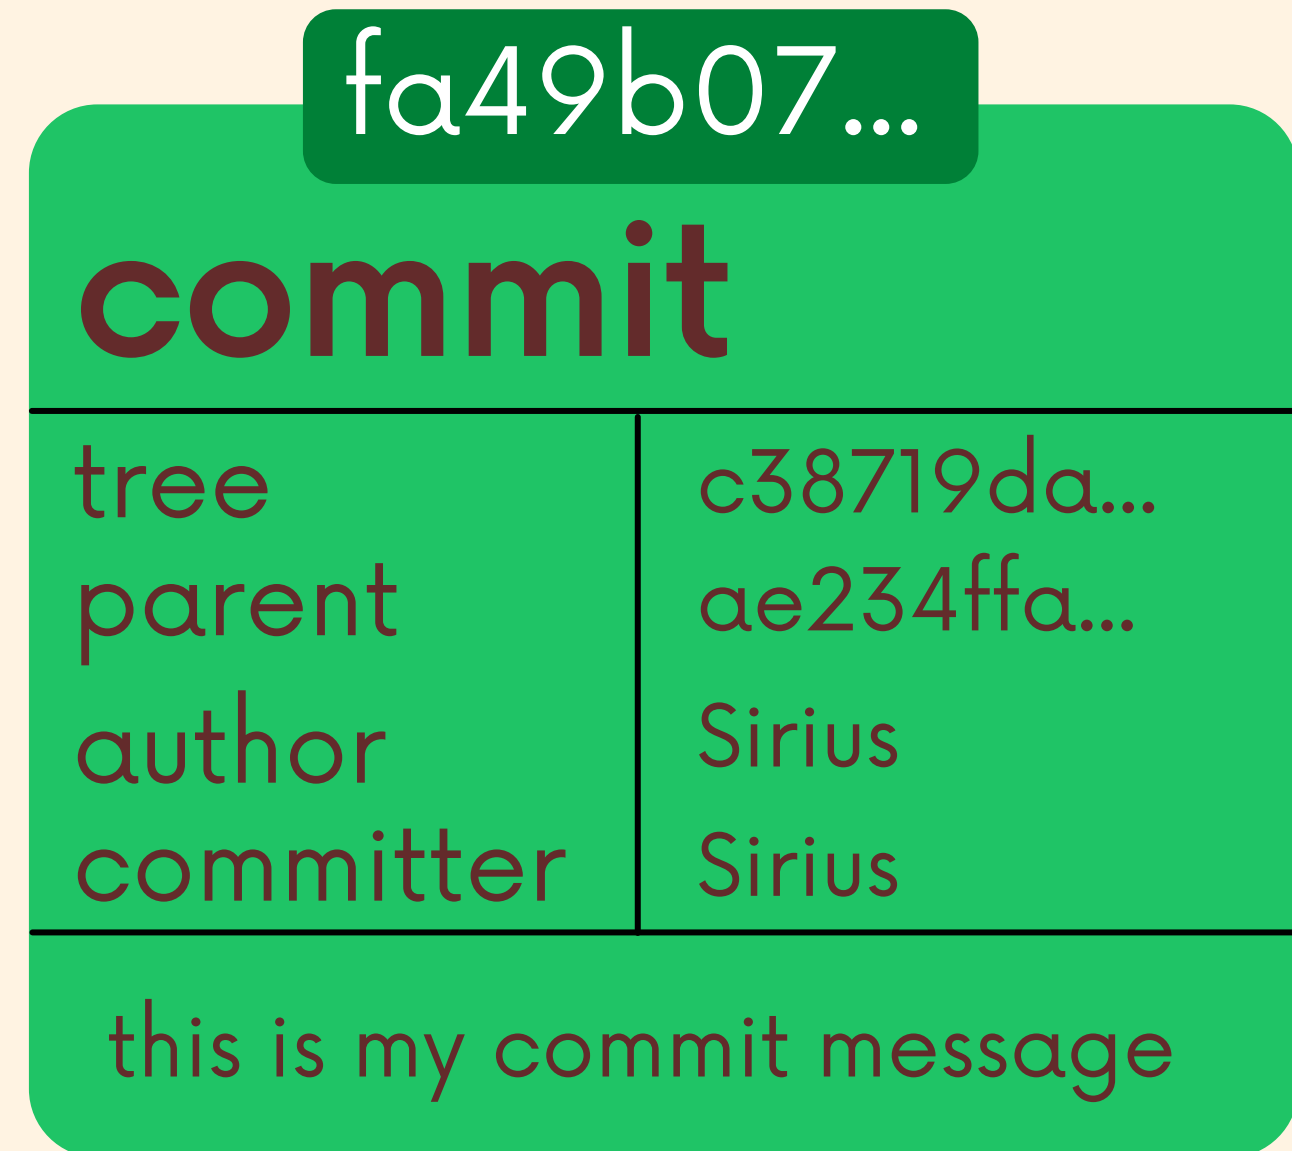 fa49b07...
commit
tree c38719da...
parent ae234ffa...
author Sirius
committer Sirius
this is my commit message